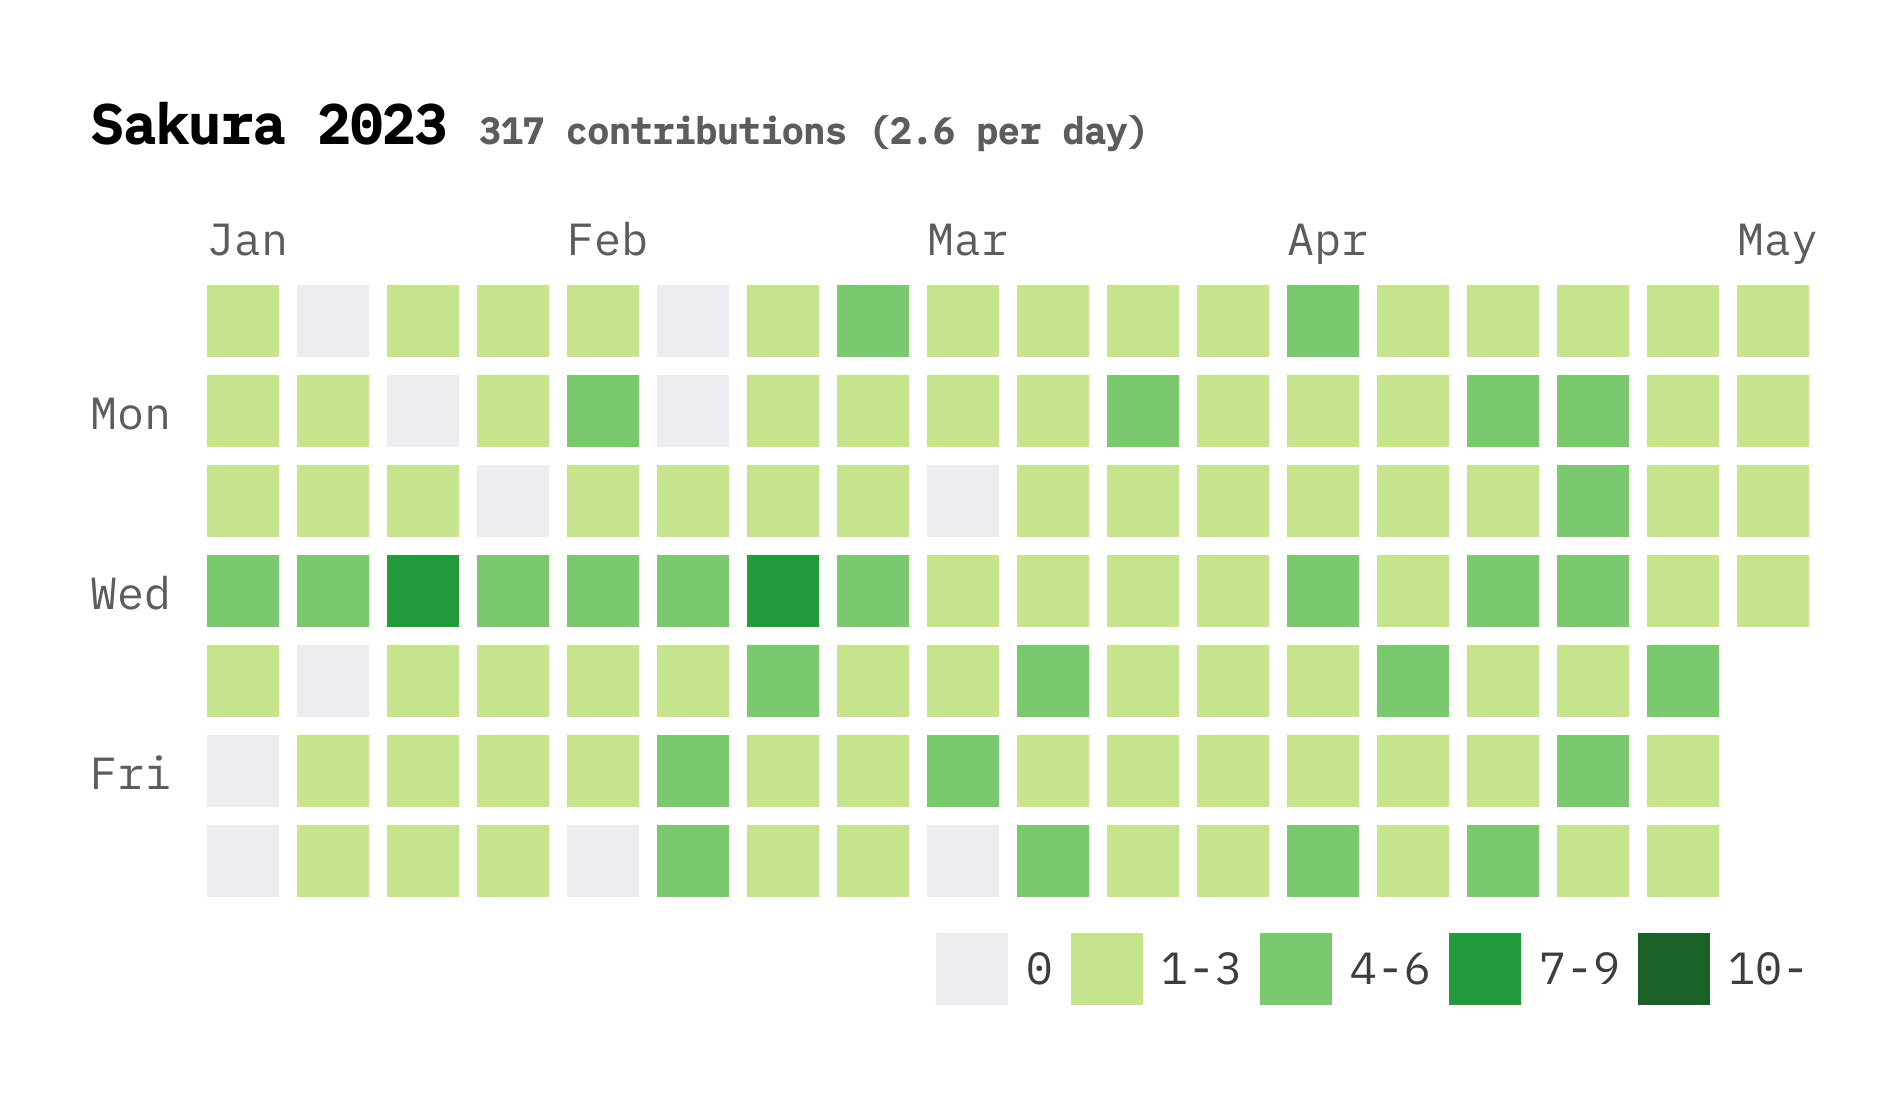 Sakura 2023 317 contributions (2.6 per day)
Jan Feb Mar Apr May
Mon
Wed
Fri
0 1-3 4-6 7-9 10-